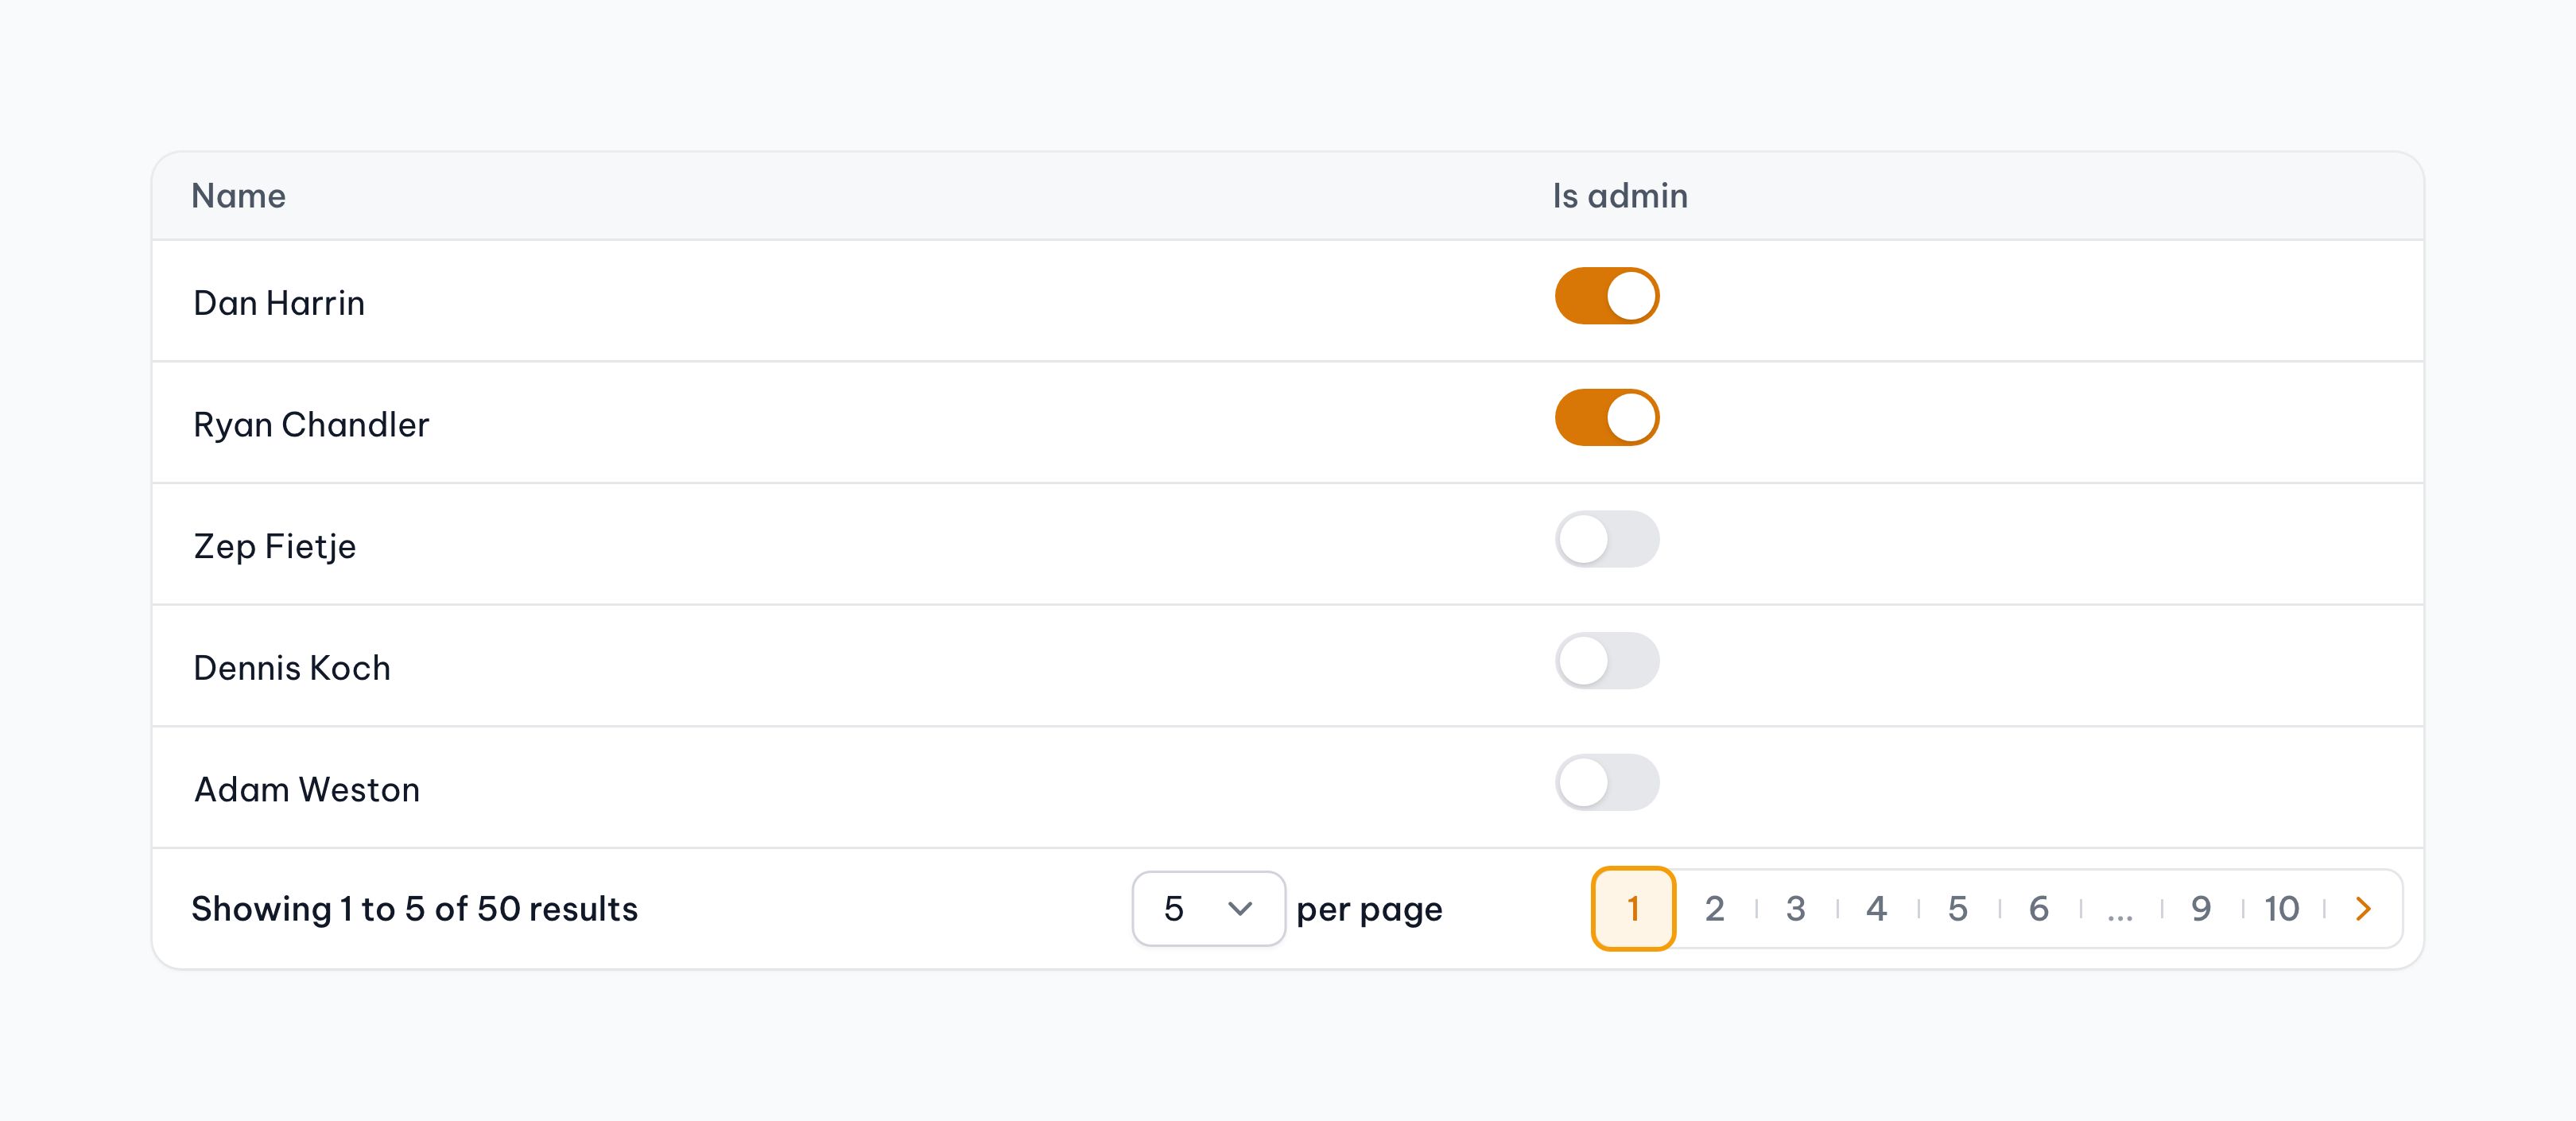 Name Is admin
Dan Harrin
Ryan Chandler
Zep Fietje
Dennis Koch
Adam Weston
Showing 1 to 5 of 50 results 5 per page 1 2 3 4 5 6 ... 9 10